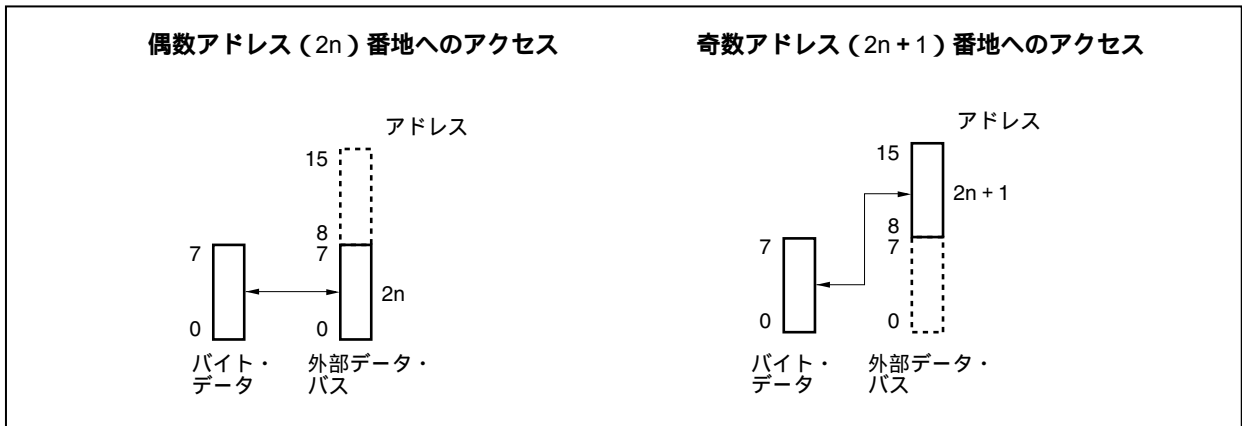 偶数アドレス（2n）番地へのアクセス
アドレス
15
8
7
7
2n
0
0
バイト・
データ
外部データ・
バス
奇数アドレス（2n + 1）番地へのアクセス
アドレス
15
2n + 1
8
7
7
0
0
バイト・
データ
外部データ・
バス